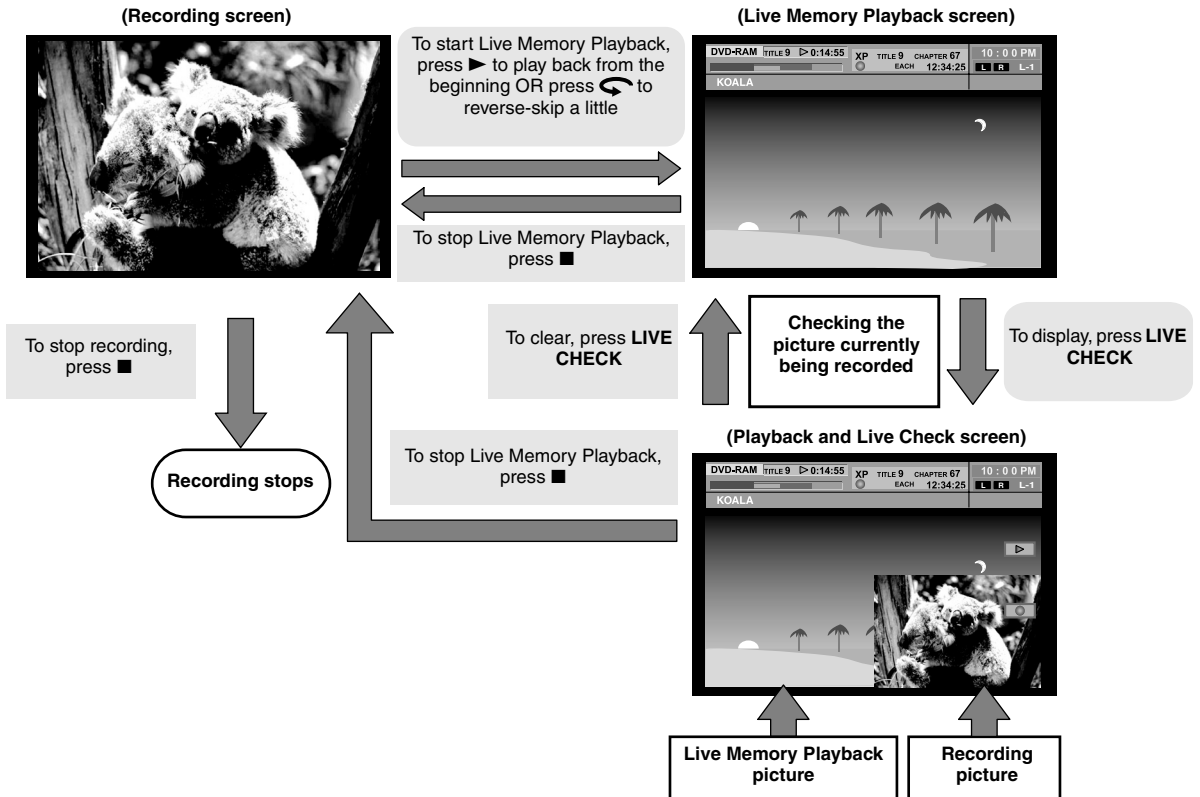 (Recording screen)
To start Live Memory Playback,
press ► to play back from the
beginning OR press to
reverse-skip a little
(Live Memory Playback screen)
DVD-RAM TITLE 9 ▷ 0:14:55
XP TITLE 9 CHAPTER 67
EACH 12:34:25
10:00 PM
L R L-1
KOALA
To stop Live Memory Playback,
press ■
To stop recording,
press ■
Recording stops
To clear, press LIVE
CHECK
Checking the
picture currently
being recorded
To display, press LIVE
CHECK
To stop Live Memory Playback,
press ■
(Playback and Live Check screen)
DVD-RAM TITLE 9 ▷ 0:14:55
XP TITLE 9 CHAPTER 67
EACH 12:34:25
10:00 PM
L R L-1
KOALA
Live Memory Playback
picture
Recording
picture